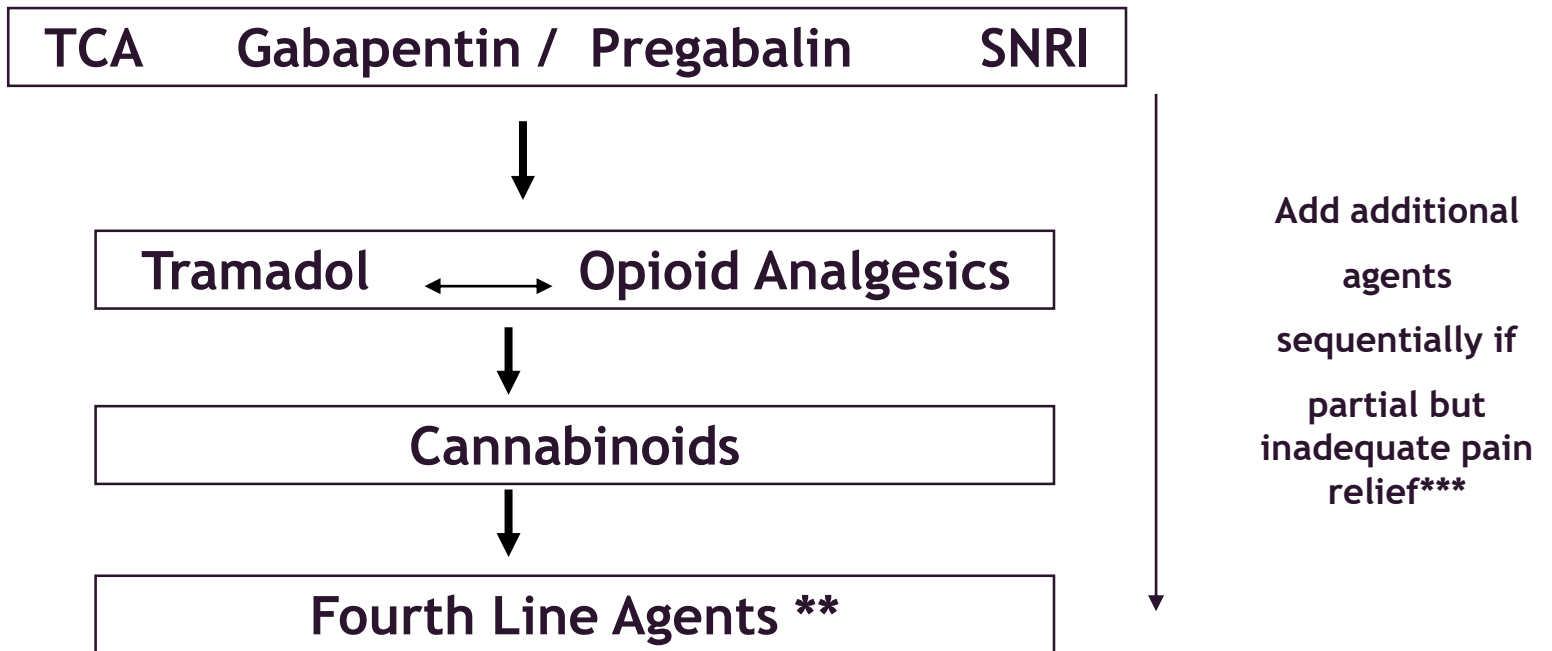 TCA Gabapentin / Pregabalin SNRI
Tramadol Opioid Analgesics
Cannabinoids
Fourth Line Agents **
Add additional
agents
sequentially if
partial but
inadequate pain
relief***